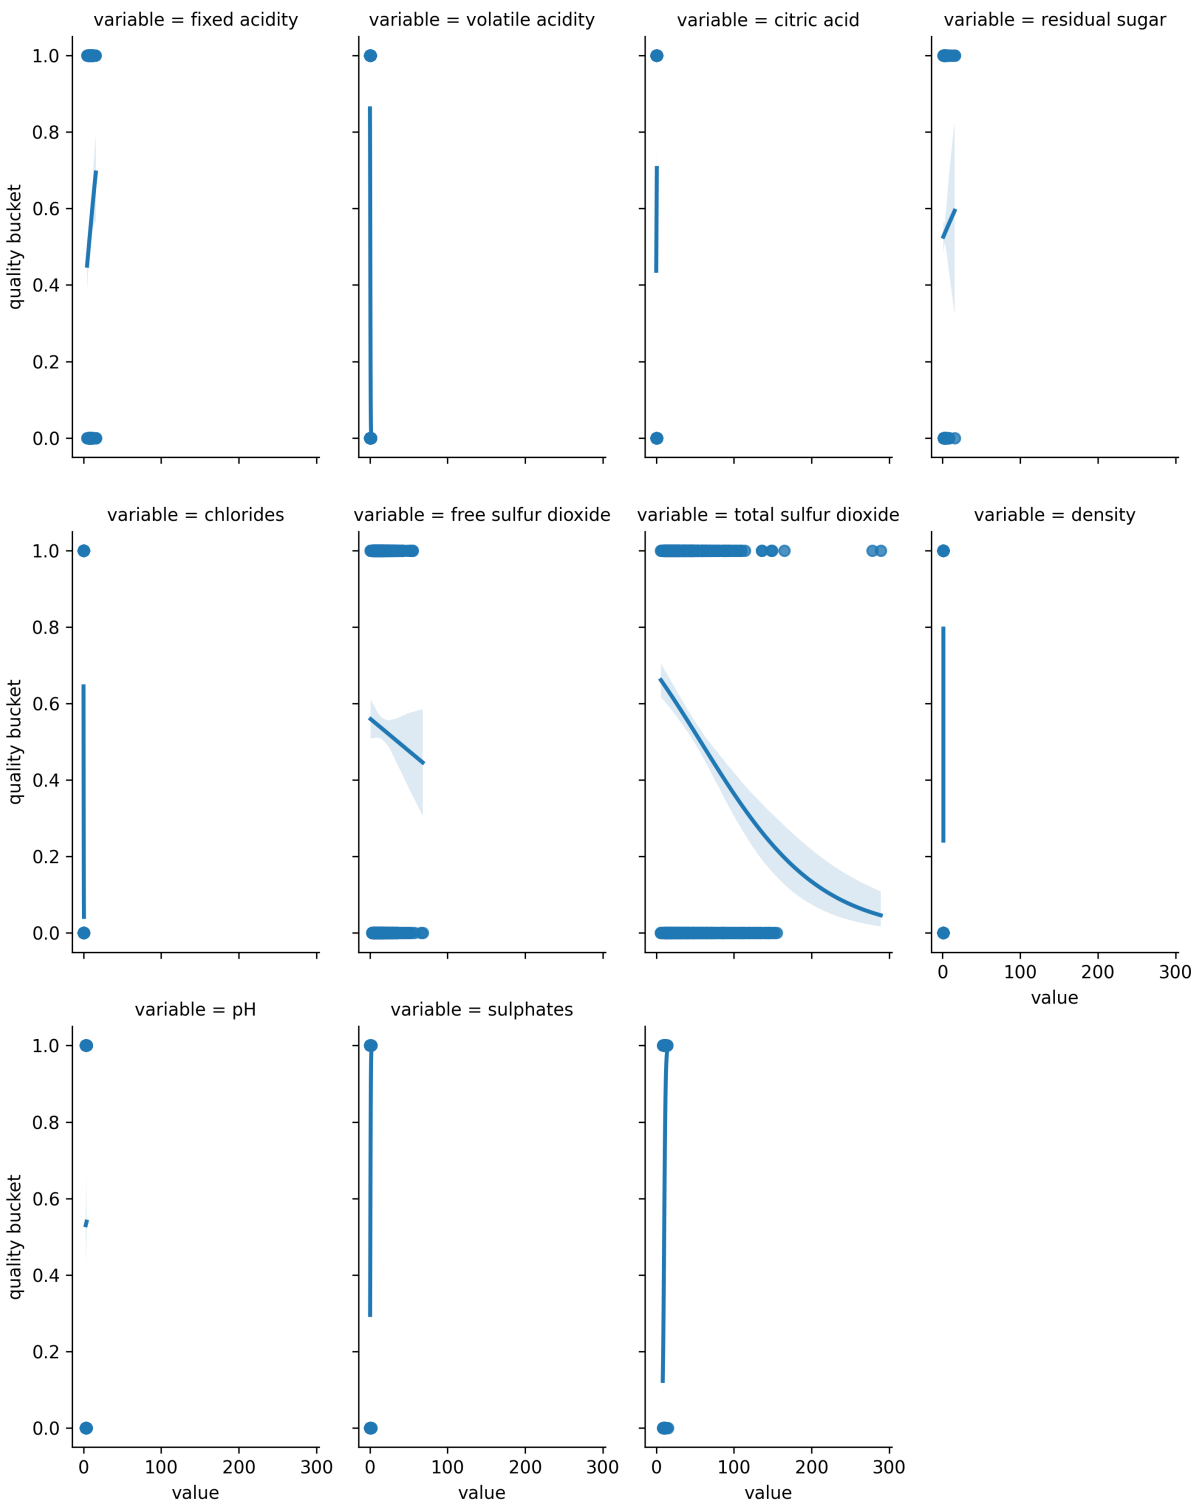 variable = fixed acidity
variable = volatile acidity
variable = citric acid
variable = residual sugar
1.0
0.8
0.6
0.4
0.2
0.0
quality bucket
variable = chlorides
variable = free sulfur dioxide
variable = total sulfur dioxide
variable = density
1.0
0.8
0.6
0.4
0.2
0.0
quality bucket
0 100 200 300
value
variable = pH
variable = sulphates
1.0
0.8
0.6
0.4
0.2
0.0
quality bucket
0 100 200 300
value
0 100 200 300
value
0 100 200 300
value